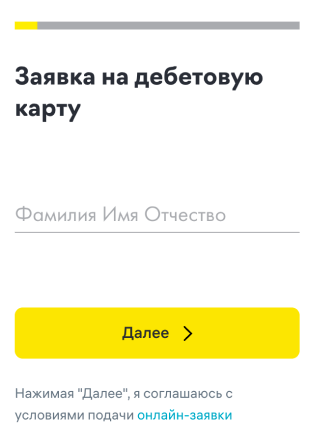 Заявка на дебетовую
карту
Фамилия Имя Отчество
Далее
Нажимая "Далее", я соглашаюсь с
условиями подачи онлайн-заявки